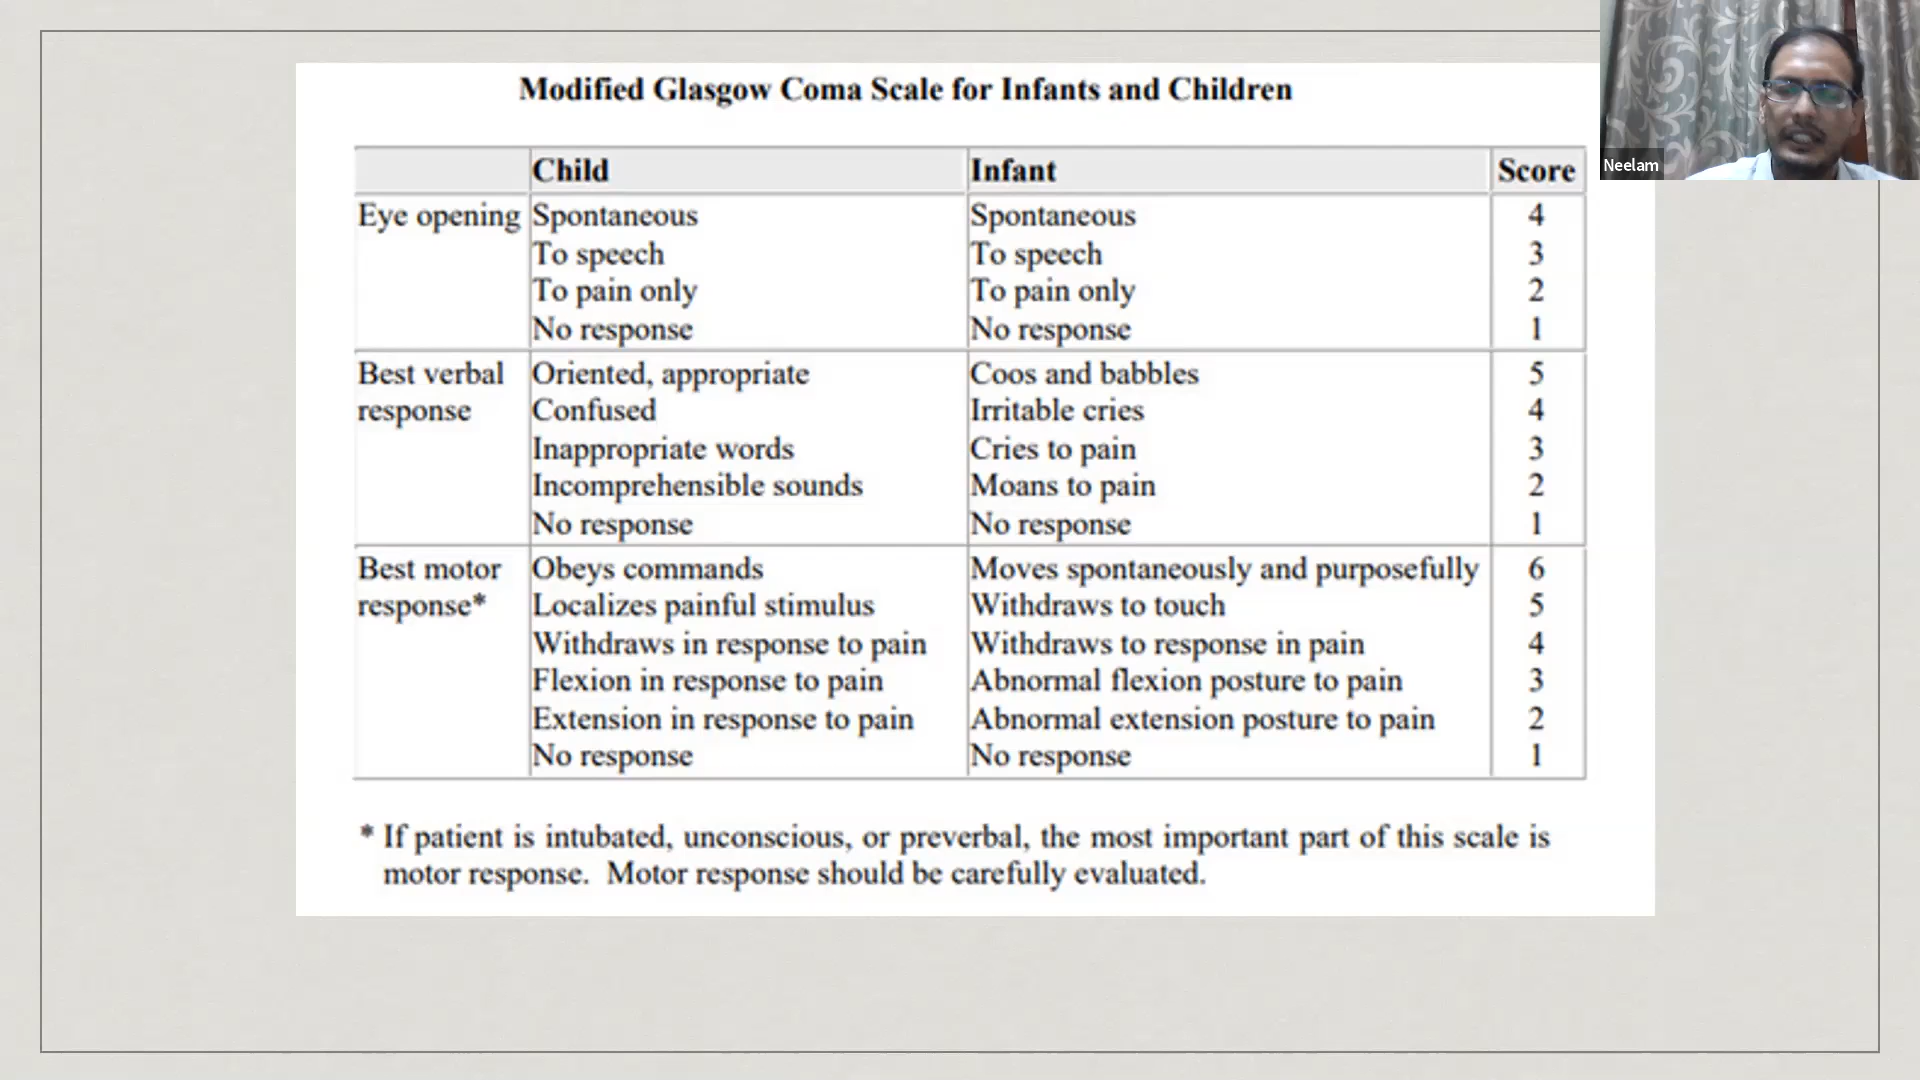 Modified Glasgow Coma Scale for Infants and Children
Neelam
Child Infant Score
Eye opening Spontaneous Spontaneous 4
To speech To speech 3
To pain only To pain only 2
No response No response 1
Best verbal Oriented, appropriate Coos and babbles 5
response Confused Irritable cries 4
Inappropriate words Cries to pain 3
Incomprehensible sounds Moans to pain 2
No response No response 1
Best motor Obeys commands Moves spontaneously and purposefully 6
response* Localizes painful stimulus Withdraws to touch 5
Withdraws in response to pain Withdraws to response in pain 4
Flexion in response to pain Abnormal flexion posture to pain 3
Extension in response to pain Abnormal extension posture to pain 2
No response No response 1
* If patient is intubated, unconscious, or preverbal, the most important part of this scale is
motor response. Motor response should be carefully evaluated.